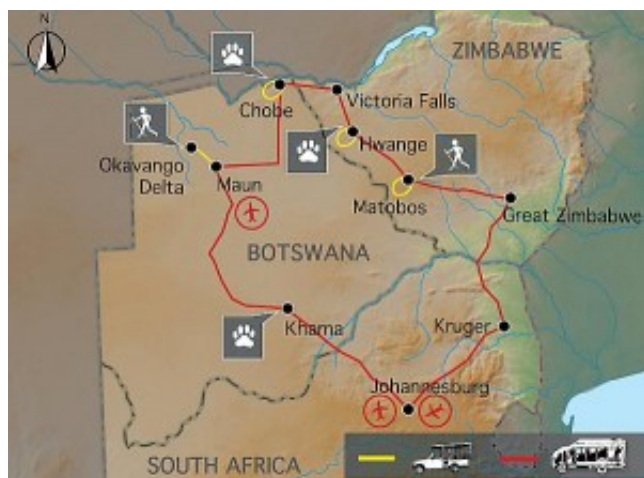 N
ZIMBABWE
Chobe
Victoria Falls
Hwange
Okavango
Delta
Maun
Matobos
Great Zimbabwe
BOTSWANA
Khama
Kruger
Johannesburg
SOUTH AFRICA